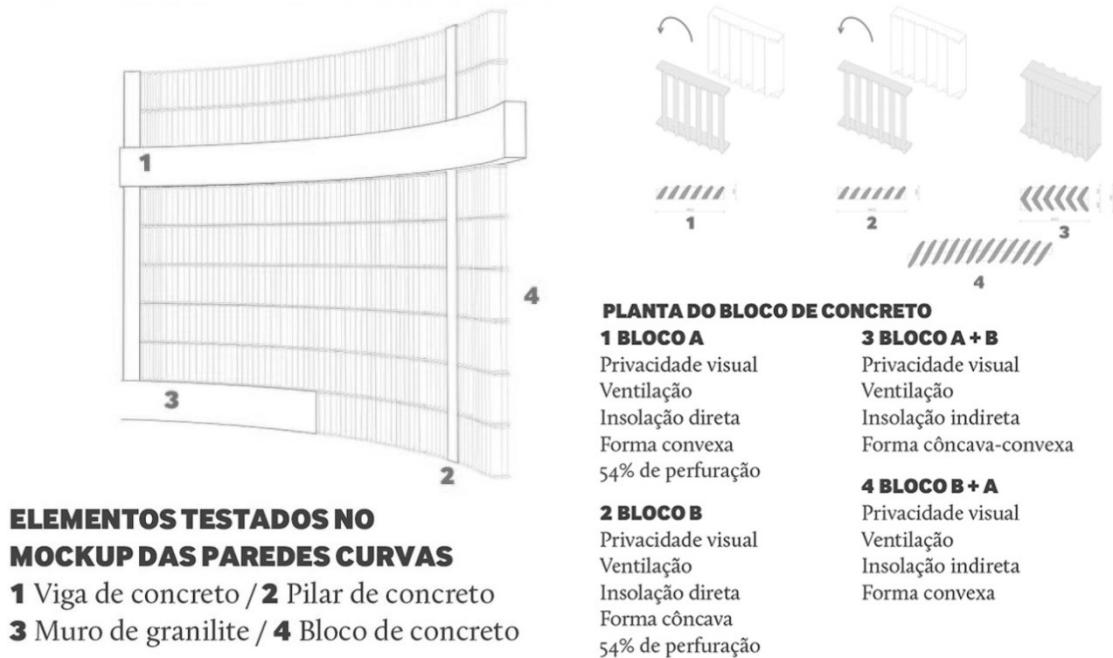 1
2
3
4
ELEMENTOS TESTADOS NO
MOCKUP DAS PAREDES CURVAS
1 Viga de concreto / 2 Pilar de concreto
3 Muro de granilite / 4 Bloco de concreto
1
2
3
4
PLANTA DO BLOCO DE CONCRETO
1 BLOCO A
Privacidade visual
Ventilação
Insolação direta
Forma convexa
54% de perfuração
2 BLOCO B
Privacidade visual
Ventilação
Insolação direta
Forma côncava
54% de perfuração
3 BLOCO A + B
Privacidade visual
Ventilação
Insolação indireta
Forma côncava-convexa
4 BLOCO B + A
Privacidade visual
Ventilação
Insolação indireta
Forma convexa